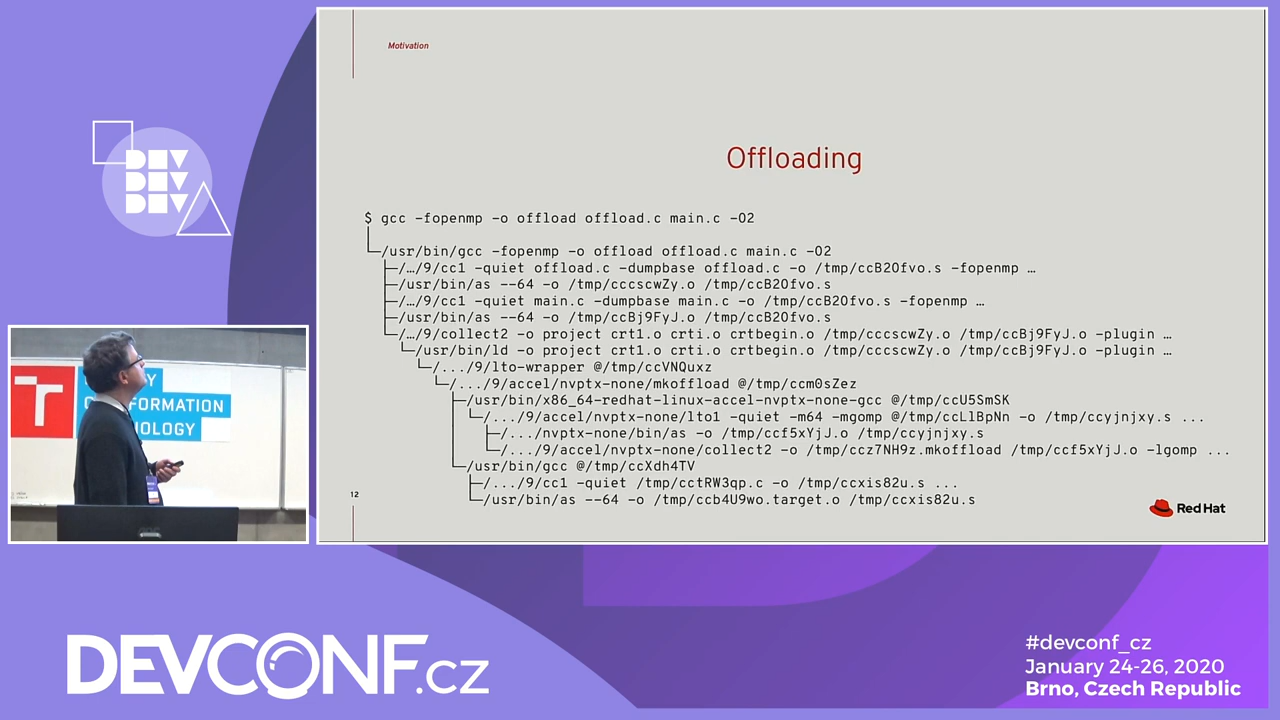 DEV
DEV
DEV
Motivation
Offloading
$ gcc -fopenmp -o offload offload.c main.c -O2
/usr/bin/gcc -fopenmp -o offload offload.c main.c -O2
/…/9/cc1 -quiet offload.c -dumpbase offload.c -o /tmp/ccB2Ofvo.s -fopenmp …
/usr/bin/as --64 -o /tmp/cccscwZy.o /tmp/ccB2Ofvo.s
/…/9/cc1 -quiet main.c -dumpbase main.c -o /tmp/ccB2Ofvo.s -fopenmp …
/usr/bin/as --64 -o /tmp/ccBj9FyJ.o /tmp/ccB2Ofvo.s
/…/9/collect2 -o project crt1.o crti.o crtbegin.o /tmp/cccscwZy.o /tmp/ccBj9FyJ.o -plugin …
/usr/bin/ld -o project crt1.o crti.o crtbegin.o /tmp/cccscwZy.o /tmp/ccBj9FyJ.o -plugin …
/.../9/lto-wrapper @/tmp/ccVNQuxz
/.../9/accel/nvptx-none/mkoffload @/tmp/ccm0sZez
/usr/bin/x86_64-redhat-linux-accel-nvptx-none-gcc @/tmp/ccU5SmSK
/.../9/accel/nvptx-none/lto1 -quiet -m64 -mgomp @/tmp/ccLlBpNn -o /tmp/ccyjnjxy.s ...
/.../nvptx-none/bin/as -o /tmp/ccf5xYjJ.o /tmp/ccyjnjxy.s
/.../9/accel/nvptx-none/collect2 -o /tmp/ccz7NH9z.mkoffload /tmp/ccf5xYjJ.o -lgomp ...
/usr/bin/gcc @/tmp/ccXdh4TV
/.../9/cc1 -quiet /tmp/cctRW3qp.c -o /tmp/ccxis82u.s ...
/usr/bin/as --64 -o /tmp/ccb4U9wo.target.o /tmp/ccxis82u.s
12
Red Hat
T
FORMATION
DEVCONF.cz
#devconf_cz
January 24-26, 2020
Brno, Czech Republic